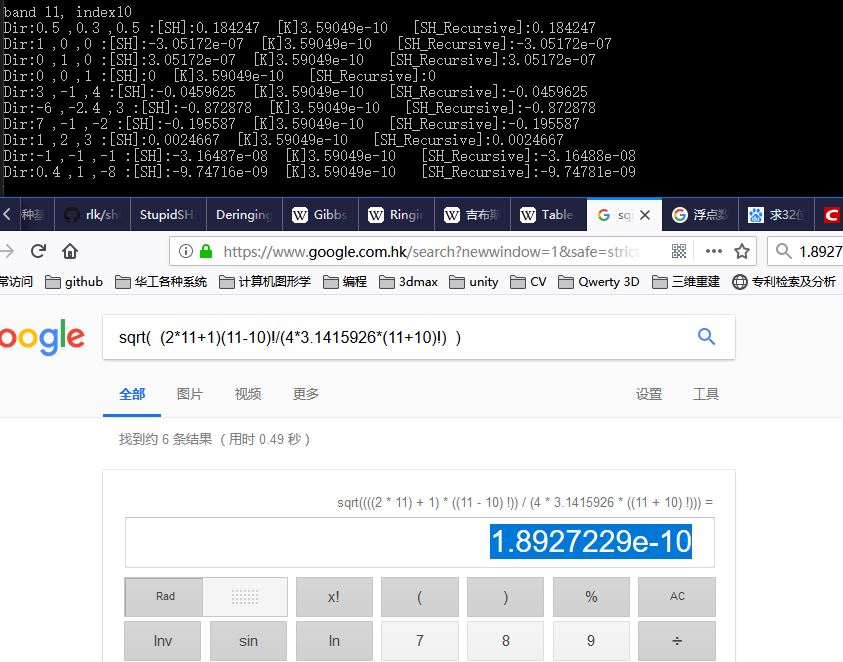 band 11, index10
Dir:0.5 ,0.3 ,0.5 :[SH]:0.184247 [K]3.59049e-10 [SH_Recursive]:0.184247
Dir:1 ,0 ,0 :[SH]:-3.05172e-07 [K]3.59049e-10 [SH_Recursive]:-3.05172e-07
Dir:0 ,1 ,0 :[SH]:3.05172e-07 [K]3.59049e-10 [SH_Recursive]:3.05172e-07
Dir:0 ,0 ,1 :[SH]:0 [K]3.59049e-10 [SH_Recursive]:0
Dir:3 ,-1 ,4 :[SH]:-0.0459625 [K]3.59049e-10 [SH_Recursive]:-0.0459625
Dir:-6 ,-2.4 ,3 :[SH]:-0.872878 [K]3.59049e-10 [SH_Recursive]:-0.872878
Dir:7 ,-1 ,-2 :[SH]:-0.195587 [K]3.59049e-10 [SH_Recursive]:-0.195587
Dir:1 ,2 ,3 :[SH]:0.0024667 [K]3.59049e-10 [SH_Recursive]:0.0024667
Dir:-1 ,-1 ,-1 :[SH]:-3.16487e-08 [K]3.59049e-10 [SH_Recursive]:-3.16488e-08
Dir:0.4 ,1 ,-8 :[SH]:-9.74716e-09 [K]3.59049e-10 [SH_Recursive]:-9.74781e-09
种基 rlk/sh StupidSH Deringing W Gibbs W Ringir W 吉布斯 W Table G sq G 浮点数 求32位 C
https://www.google.com.hk/search?newwindow=1&safe=strict 1.8927
常访问 github 华工各种系统 计算机图形学 编程 3dmax unity CV Qwerty 3D 三维重建 专利检索及分析
oogle sqrt( (2*11+1)(11-10)!/(4*3.1415926*(11+10)!) )
全部 图片 视频 更多 设置 工具
找到约 6 条结果 （用时 0.49 秒）
sqrt((((2 * 11) + 1) * ((11 - 10) !)) / (4 * 3.1415926 * ((11 + 10) !))) =
1.8927229e-10
Rad x! ( ) % AC
Inv sin ln 7 8 9 ÷